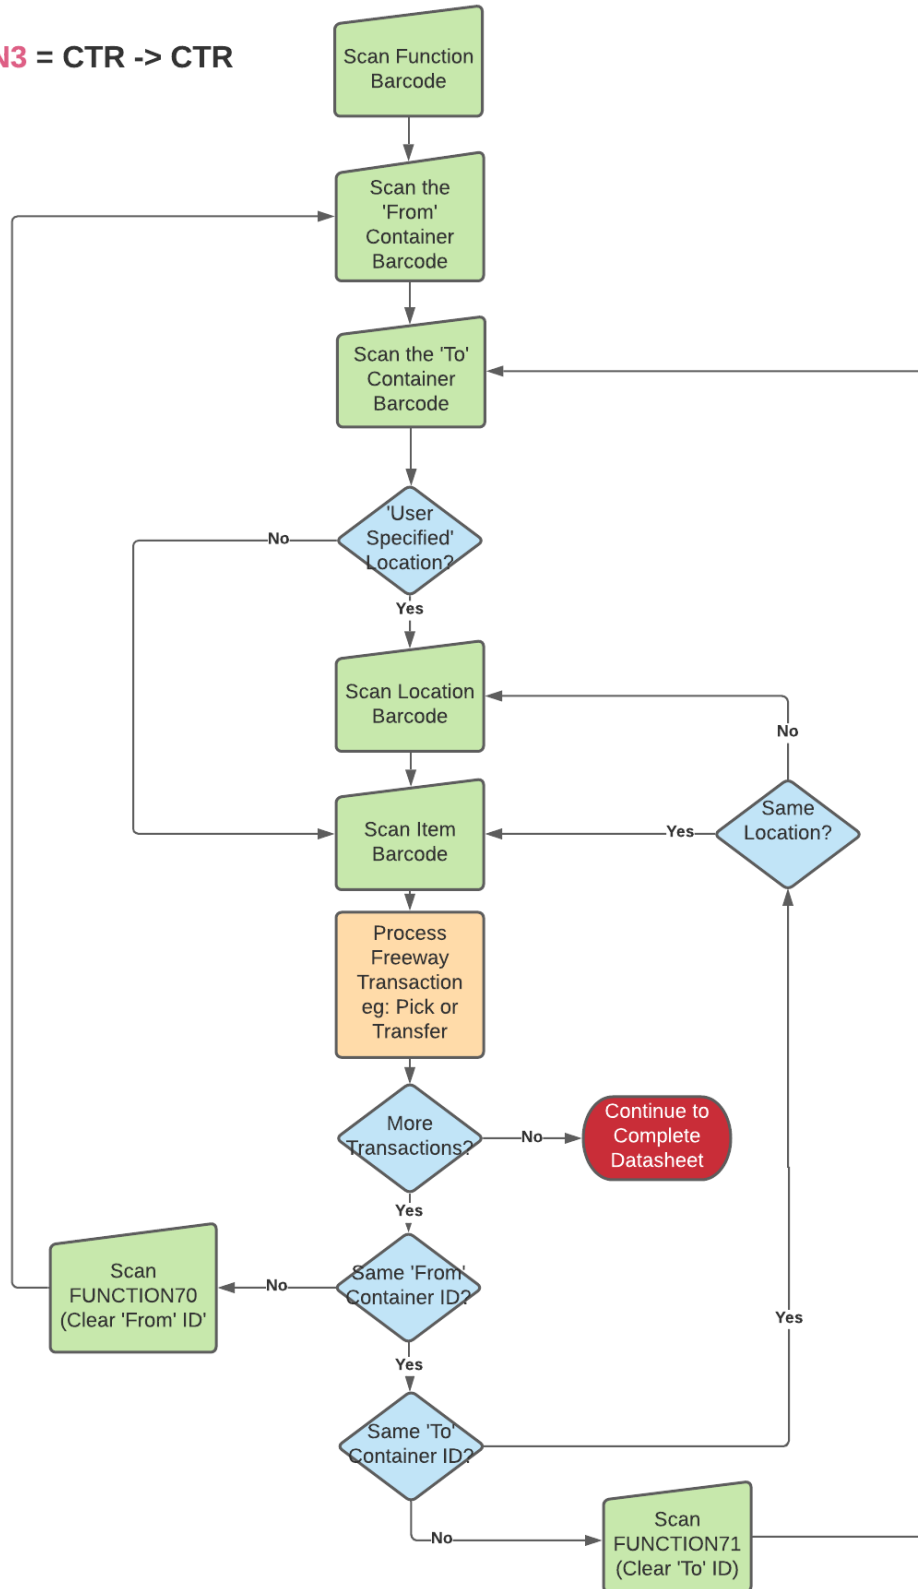 N3 = CTR -> CTR
Scan Function
Barcode
Scan the
'From'
Container
Barcode
Scan the 'To'
Container
Barcode
'User
Specified'
Location?
No
Yes
Scan Location
Barcode
No
Same
Location?
Yes
Scan Item
Barcode
Process
Freeway
Transaction
eg: Pick or
Transfer
More
Transactions?
No
Continue to
Complete
Datasheet
Yes
Same 'From'
Container ID?
No
Scan
FUNCTION70
(Clear 'From' ID'
Yes
Yes
Same 'To'
Container ID?
No
Scan
FUNCTION71
(Clear 'To' ID)